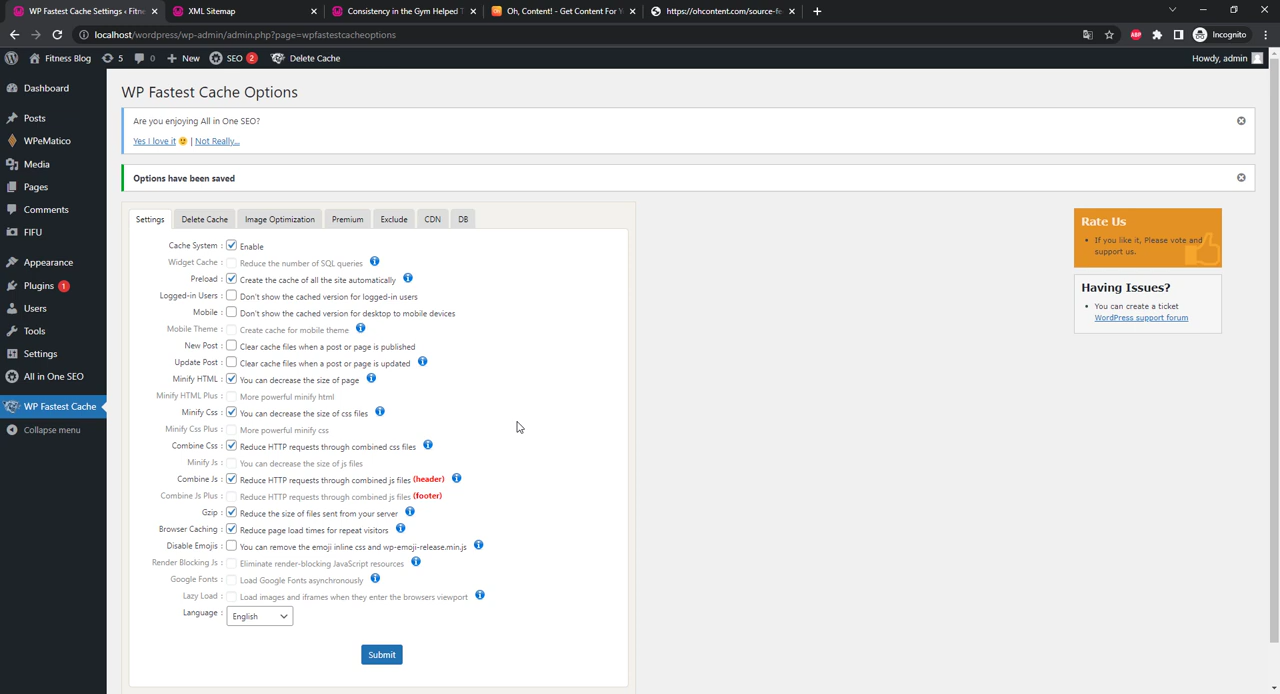 WP Fastest Cache Settings ‹ Fitne
XML Sitemap
Consistency in the Gym Helped
Oh, Content! - Get Content For Y
https://ohcontent.com/source-fe
localhost/wordpress/wp-admin/admin.php?page=wpfastestcacheoptions
ABP
Incognito
Fitness Blog
5
0
New
SEO 2
Delete Cache
Howdy, admin
Dashboard
Posts
WPeMatico
Media
Pages
Comments
FIFU
Appearance
Plugins 1
Users
Tools
Settings
All in One SEO
WP Fastest Cache
Collapse menu
WP Fastest Cache Options
Are you enjoying All in One SEO?
Yes I love it 🙂 | Not Really...
Options have been saved
Settings
Delete Cache
Image Optimization
Premium
Exclude
CDN
DB
Cache System : Enable
Widget Cache : Reduce the number of SQL queries
Preload : Create the cache of all the site automatically
Logged-in Users : Don't show the cached version for logged-in users
Mobile : Don't show the cached version for desktop to mobile devices
Mobile Theme : Create cache for mobile theme
New Post : Clear cache files when a post or page is published
Update Post : Clear cache files when a post or page is updated
Minify HTML : You can decrease the size of page
Minify HTML Plus : More powerful minify html
Minify Css : You can decrease the size of css files
Minify Css Plus : More powerful minify css
Combine Css : Reduce HTTP requests through combined css files
Minify Js : You can decrease the size of js files
Combine Js : Reduce HTTP requests through combined js files (header)
Combine Js Plus : Reduce HTTP requests through combined js files (footer)
Gzip : Reduce the size of files sent from your server
Browser Caching : Reduce page load times for repeat visitors
Disable Emojis : You can remove the emoji inline css and wp-emoji-release.min.js
Render Blocking Js : Eliminate render-blocking JavaScript resources
Google Fonts : Load Google Fonts asynchronously
Lazy Load : Load images and iframes when they enter the browsers viewport
Language : English
Submit
Rate Us
If you like it, Please vote and
support us.
Having Issues?
You can create a ticket
WordPress support forum